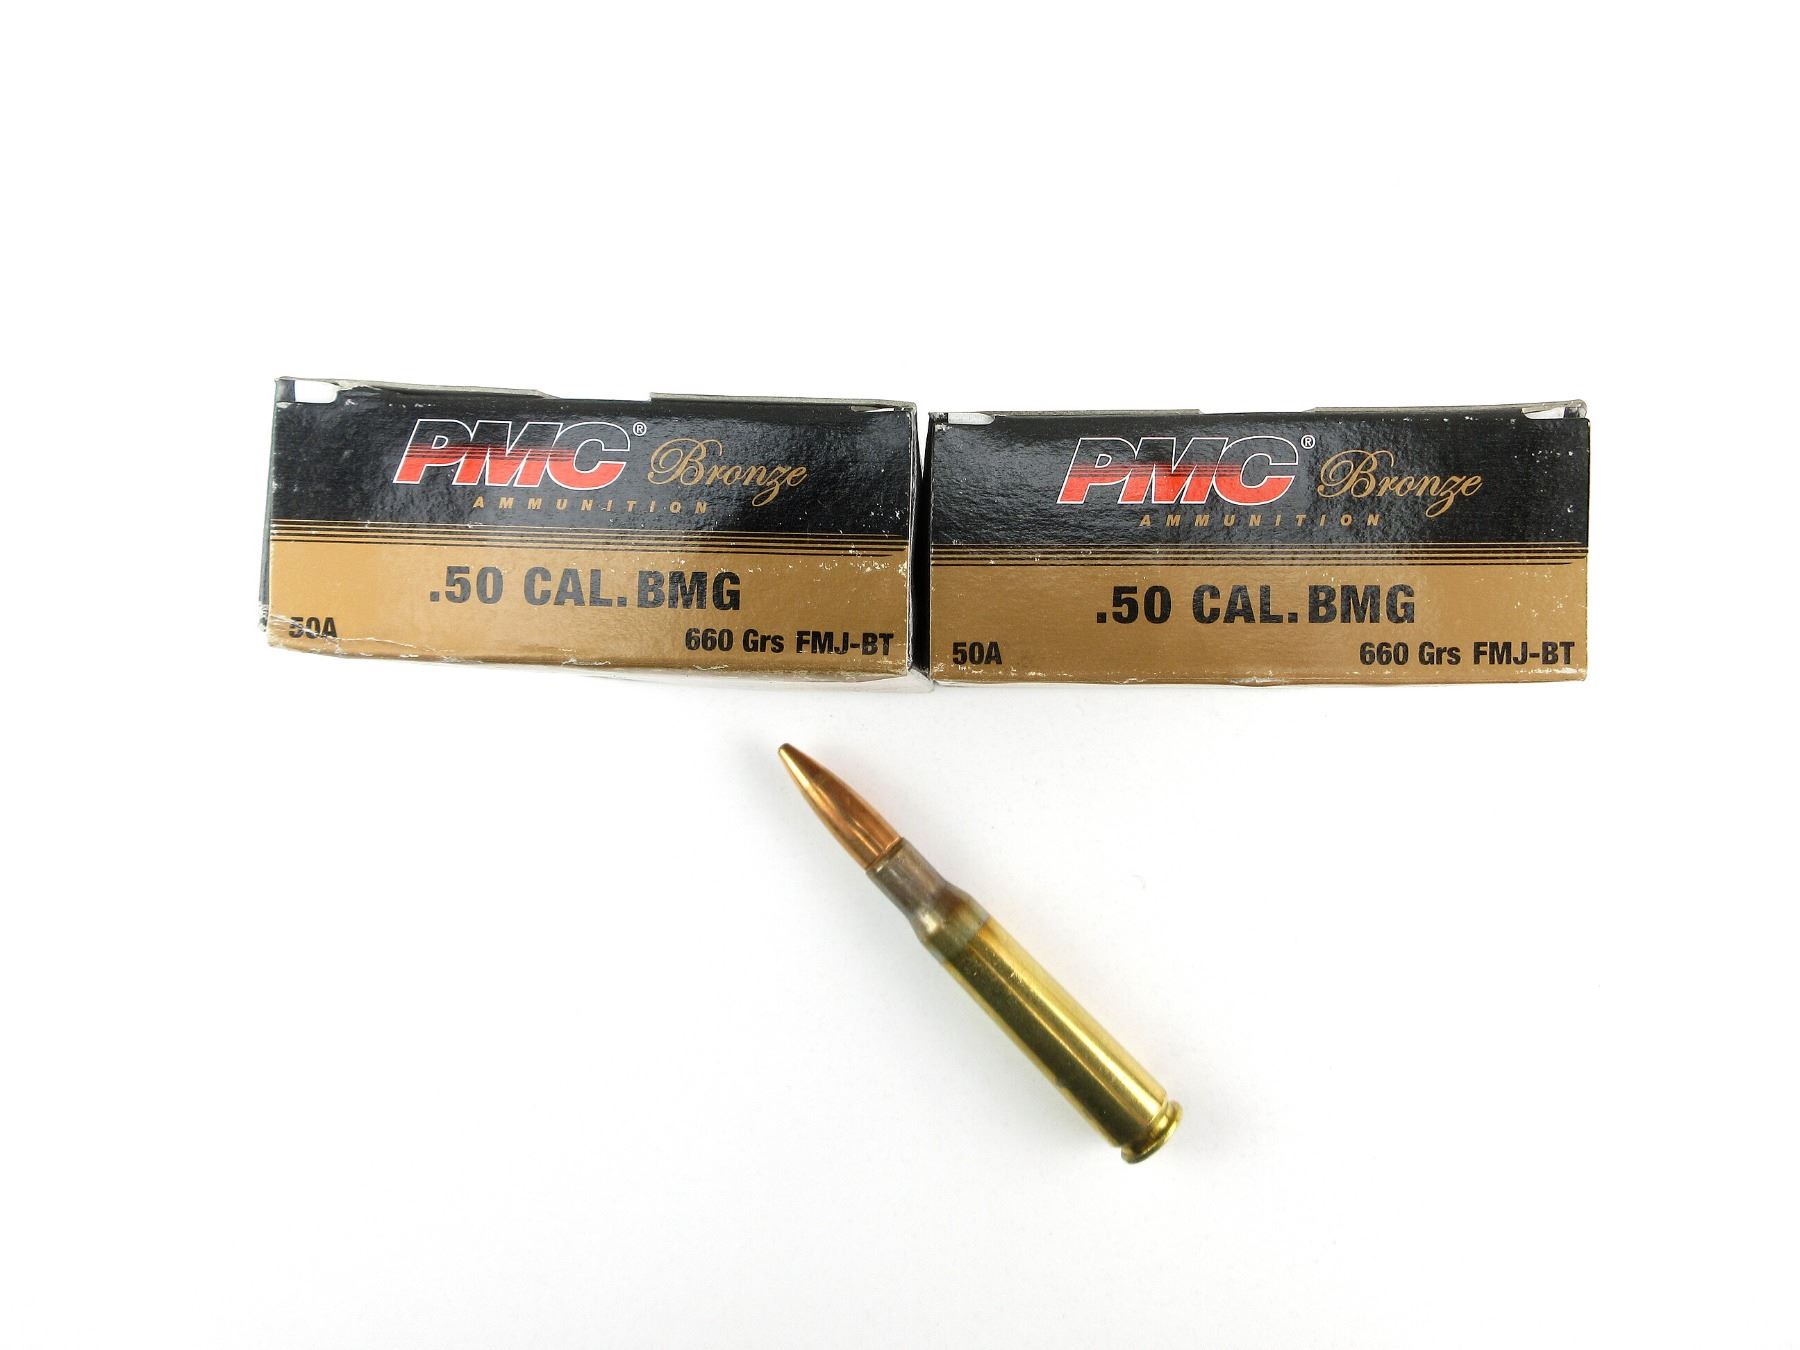 PMC® Bronze
AMMUNITION
.50 CAL. BMG
50A 660 Grs FMJ-BT
PMC® Bronze
AMMUNITION
.50 CAL. BMG
50A 660 Grs FMJ-BT